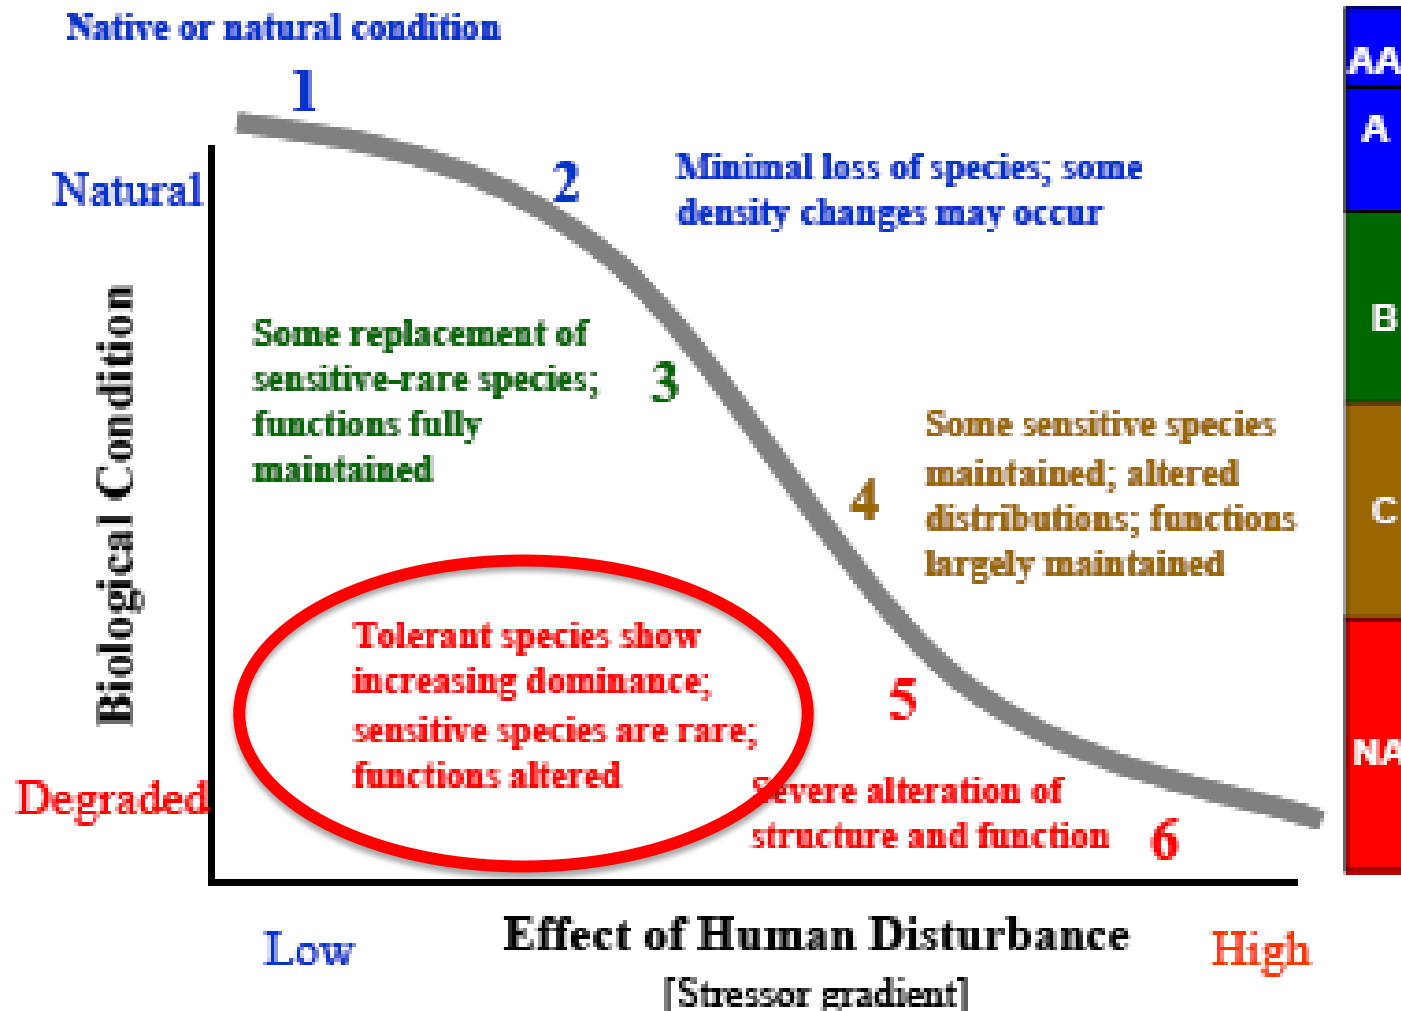 Native or natural condition
1
2
Minimal loss of species; some
density changes may occur
Natural
Some replacement of
sensitive-rare species;
functions fully
maintained
3
Some sensitive species
maintained; altered
distributions; functions
largely maintained
4
Biological Condition
Tolerant species show
increasing dominance;
sensitive species are rare;
functions altered
5
Degraded
Severe alteration of
structure and function
6
Low
Effect of Human Disturbance
High
[Stressor gradient]
AA
A
B
C
NA